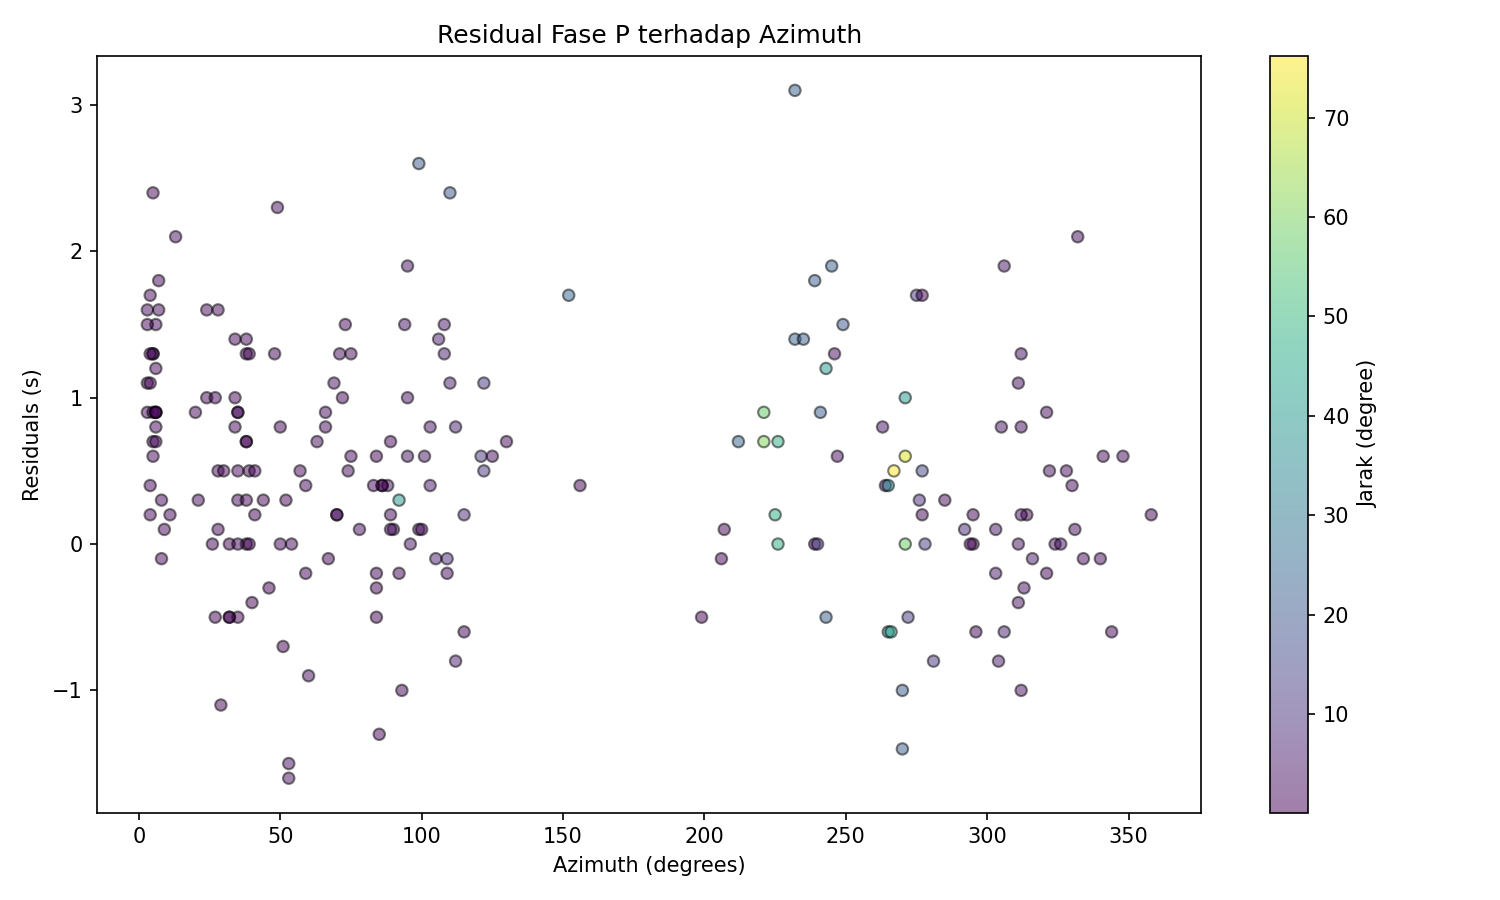 Residual Fase P terhadap Azimuth
Residuals (s)
3
2
1
0
−1
0 50 100 150 200 250 300 350
Azimuth (degrees)
70
60
50
40
30
20
10
Jarak (degree)